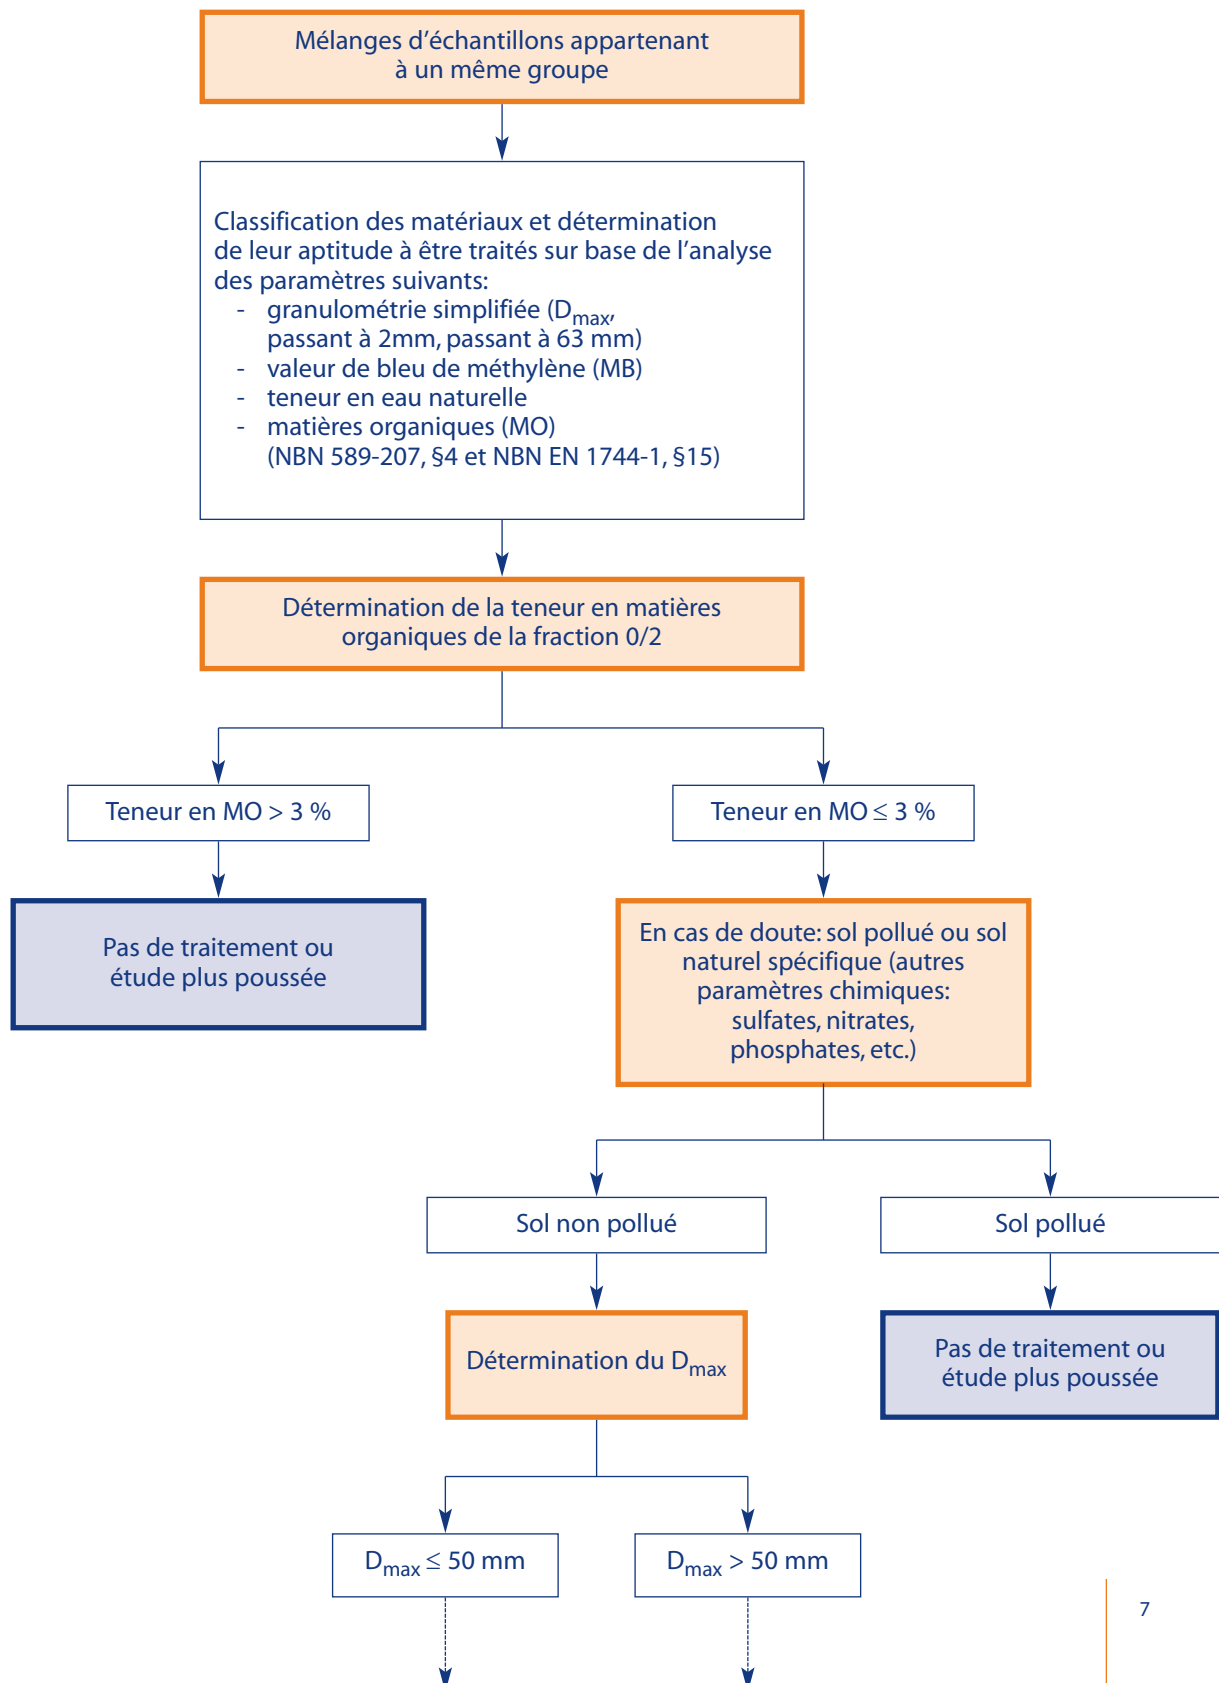 Mélanges d’échantillons appartenant
à un même groupe
Classification des matériaux et détermination
de leur aptitude à être traités sur base de l’analyse
des paramètres suivants:
- granulométrie simplifiée (Dmax,
passant à 2mm, passant à 63 mm)
- valeur de bleu de méthylène (MB)
- teneur en eau naturelle
- matières organiques (MO)
(NBN 589-207, §4 et NBN EN 1744-1, §15)
Détermination de la teneur en matières
organiques de la fraction 0/2
Teneur en MO > 3 %
Teneur en MO ≤ 3 %
Pas de traitement ou
étude plus poussée
En cas de doute: sol pollué ou sol
naturel spécifique (autres
paramètres chimiques:
sulfates, nitrates,
phosphates, etc.)
Sol non pollué
Sol pollué
Détermination du Dmax
Pas de traitement ou
étude plus poussée
Dmax ≤ 50 mm
Dmax > 50 mm
7